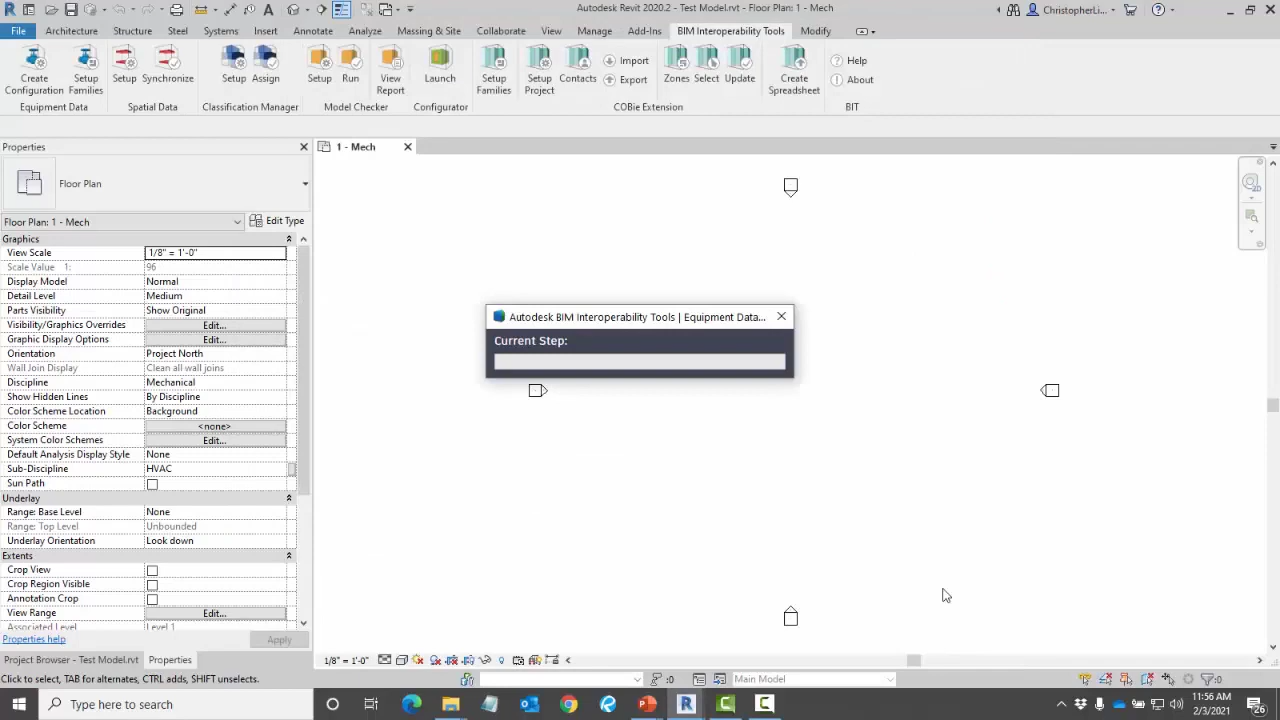 Autodesk Revit 2020.2 - Test Model.rvt - Floor Plan: 1 - Mech
ChristopherLi...
File Architecture Structure Steel Systems Insert Annotate Analyze Massing & Site Collaborate View Manage Add-Ins BIM Interoperability Tools Modify
Create Configuration
Setup Families
Setup
Synchronize
Setup
Assign
Setup
Run
View Report
Launch
Setup Families
Setup Project
Contacts
Import
Export
Zones
Select
Update
Create Spreadsheet
Help
About
Equipment Data Spatial Data Classification Manager Model Checker Configurator COBie Extension BIT
Properties
1 - Mech
Floor Plan
Floor Plan: 1 - Mech Edit Type
Graphics
View Scale 1/8" = 1'-0"
Scale Value 1: 96
Display Model Normal
Detail Level Medium
Parts Visibility Show Original
Visibility/Graphics Overrides Edit...
Graphic Display Options Edit...
Orientation Project North
Wall Join Display Clean all wall joins
Discipline Mechanical
Show Hidden Lines By Discipline
Color Scheme Location Background
Color Scheme <none>
System Color Schemes Edit...
Default Analysis Display Style None
Sub-Discipline HVAC
Sun Path
Underlay
Range: Base Level None
Range: Top Level Unbounded
Underlay Orientation Look down
Extents
Crop View
Crop Region Visible
Annotation Crop
View Range Edit...
Associated Level Level 1
Properties help Apply
Autodesk BIM Interoperability Tools | Equipment Data...
Current Step:
Project Browser - Test Model.rvt Properties
1/8" = 1'-0"
Click to select, TAB for alternates, CTRL adds, SHIFT unselects.
:0
Main Model
:0
Type here to search
11:56 AM
2/3/2021
26